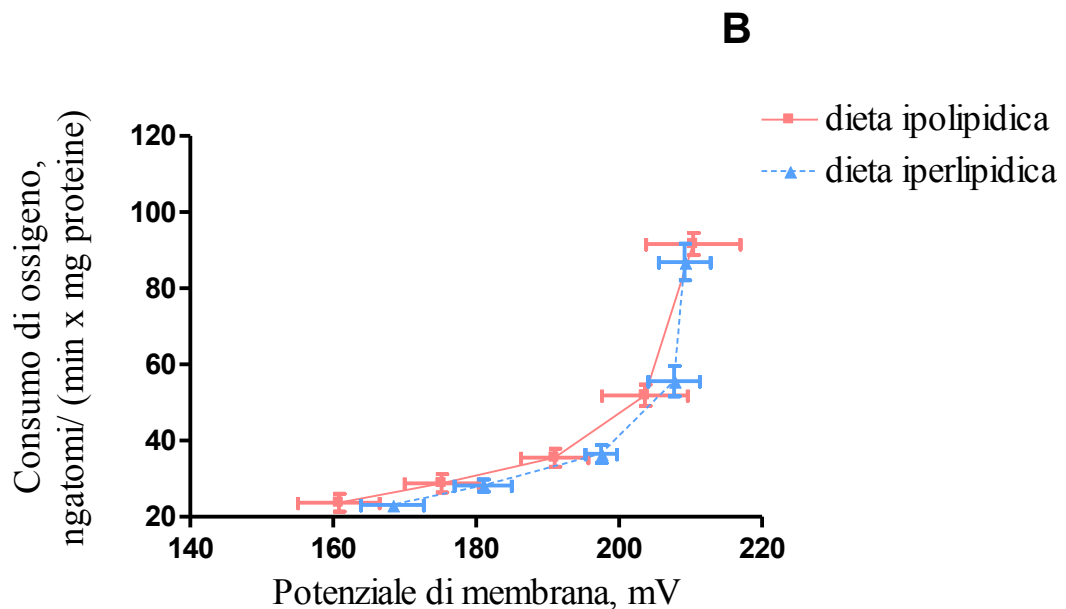 B
dieta ipolipidica
dieta iperlipidica
Consumo di ossigeno,
ngatomi/ (min x mg proteine)
120
100
80
60
40
20
140 160 180 200 220
Potenziale di membrana, mV